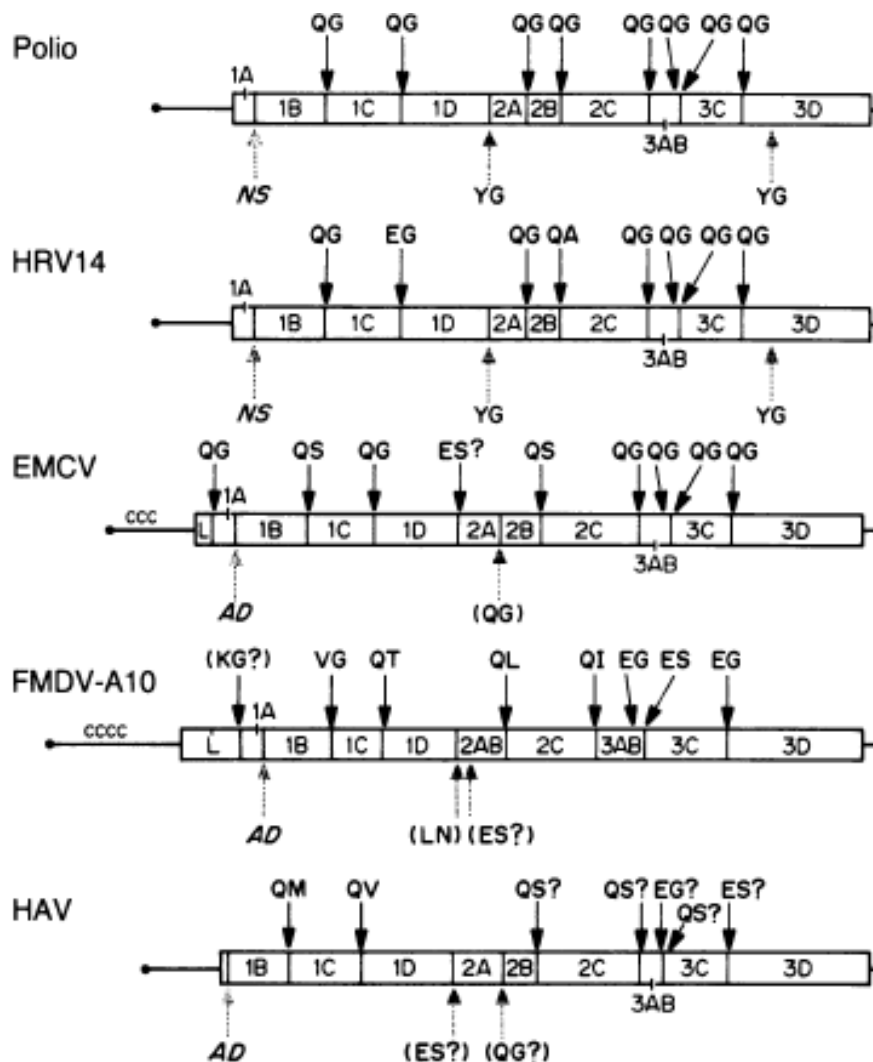 QG QG QG QG QG QG QG QG
Polio
1A
1B 1C 1D 2A 2B 2C 3C 3D
3AB
NS YG YG
QG EG QG QA QG QG QG QG
HRV14
1A
1B 1C 1D 2A 2B 2C 3C 3D
3AB
NS YG YG
QG QS QG ES? QS QG QG QG QG
EMCV
1A
CCC
L 1B 1C 1D 2A 2B 2C 3C 3D
3AB
AD (QG)
(KG?) VG QT QL QI EG ES EG
FMDV-A10
1A
CCCC
L 1B 1C 1D 2AB 2C 3AB 3C 3D
AD (LN) (ES?)
QM QV QS? QS? EG? ES?
HAV
QS?
1B 1C 1D 2A 2B 2C 3C 3D
3AB
AD (ES?) (QG?)